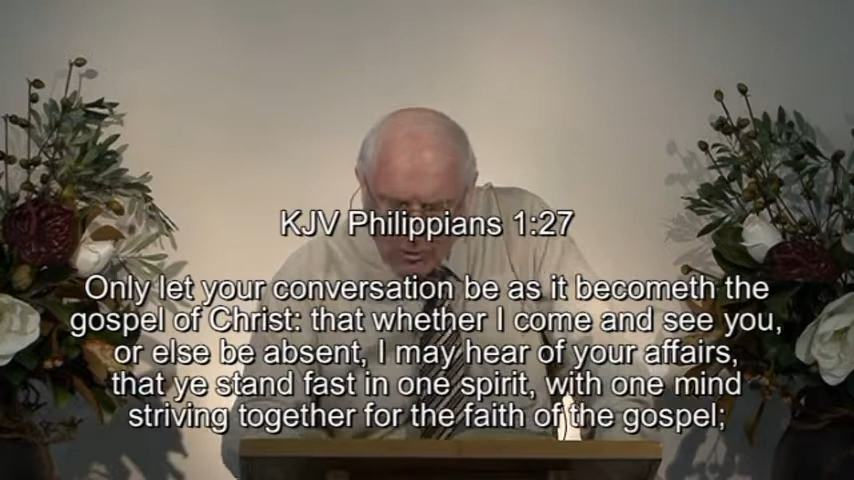 KJV Philippians 1:27
Only let your conversation be as it becometh the
gospel of Christ: that whether I come and see you,
or else be absent, I may hear of your affairs,
that ye stand fast in one spirit, with one mind
striving together for the faith of the gospel;